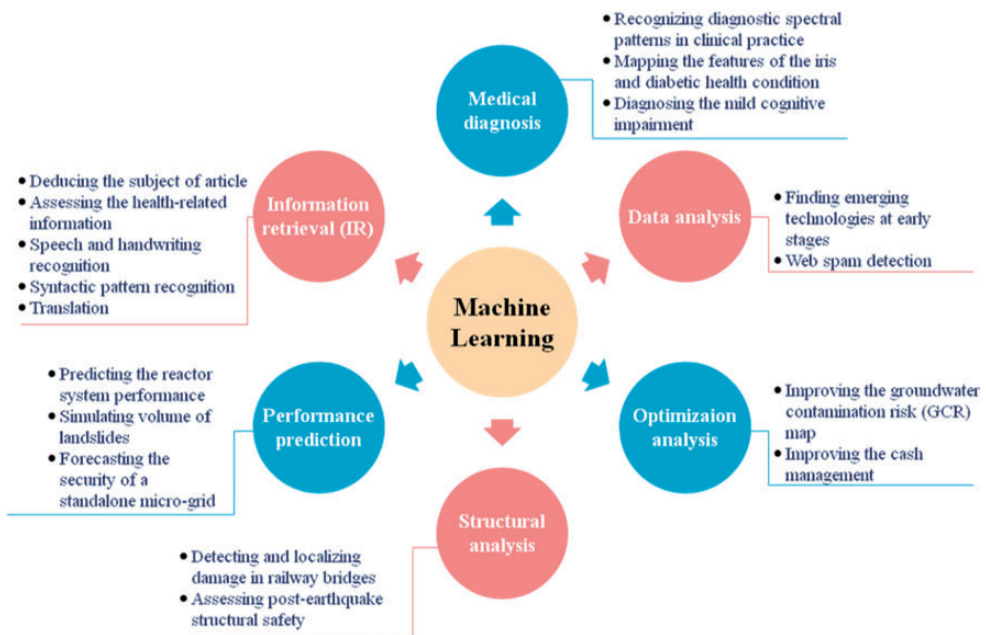 • Recognizing diagnostic spectral
patterns in clinical practice
• Mapping the features of the iris
and diabetic health condition
• Diagnosing the mild cognitive
impairment
Medical
diagnosis
• Deducing the subject of article
• Assessing the health-related
information
• Speech and handwriting
recognition
• Syntactic pattern recognition
• Translation
Information
retrieval (IR)
Data analysis
• Finding emerging
technologies at early
stages
• Web spam detection
Machine
Learning
• Predicting the reactor
system performance
• Simulating volume of
landslides
• Forecasting the
security of a
standalone micro-grid
Performance
prediction
Optimizaion
analysis
• Improving the groundwater
contamination risk (GCR)
map
• Improving the cash
management
Structural
analysis
• Detecting and localizing
damage in railway bridges
• Assessing post-earthquake
structural safety